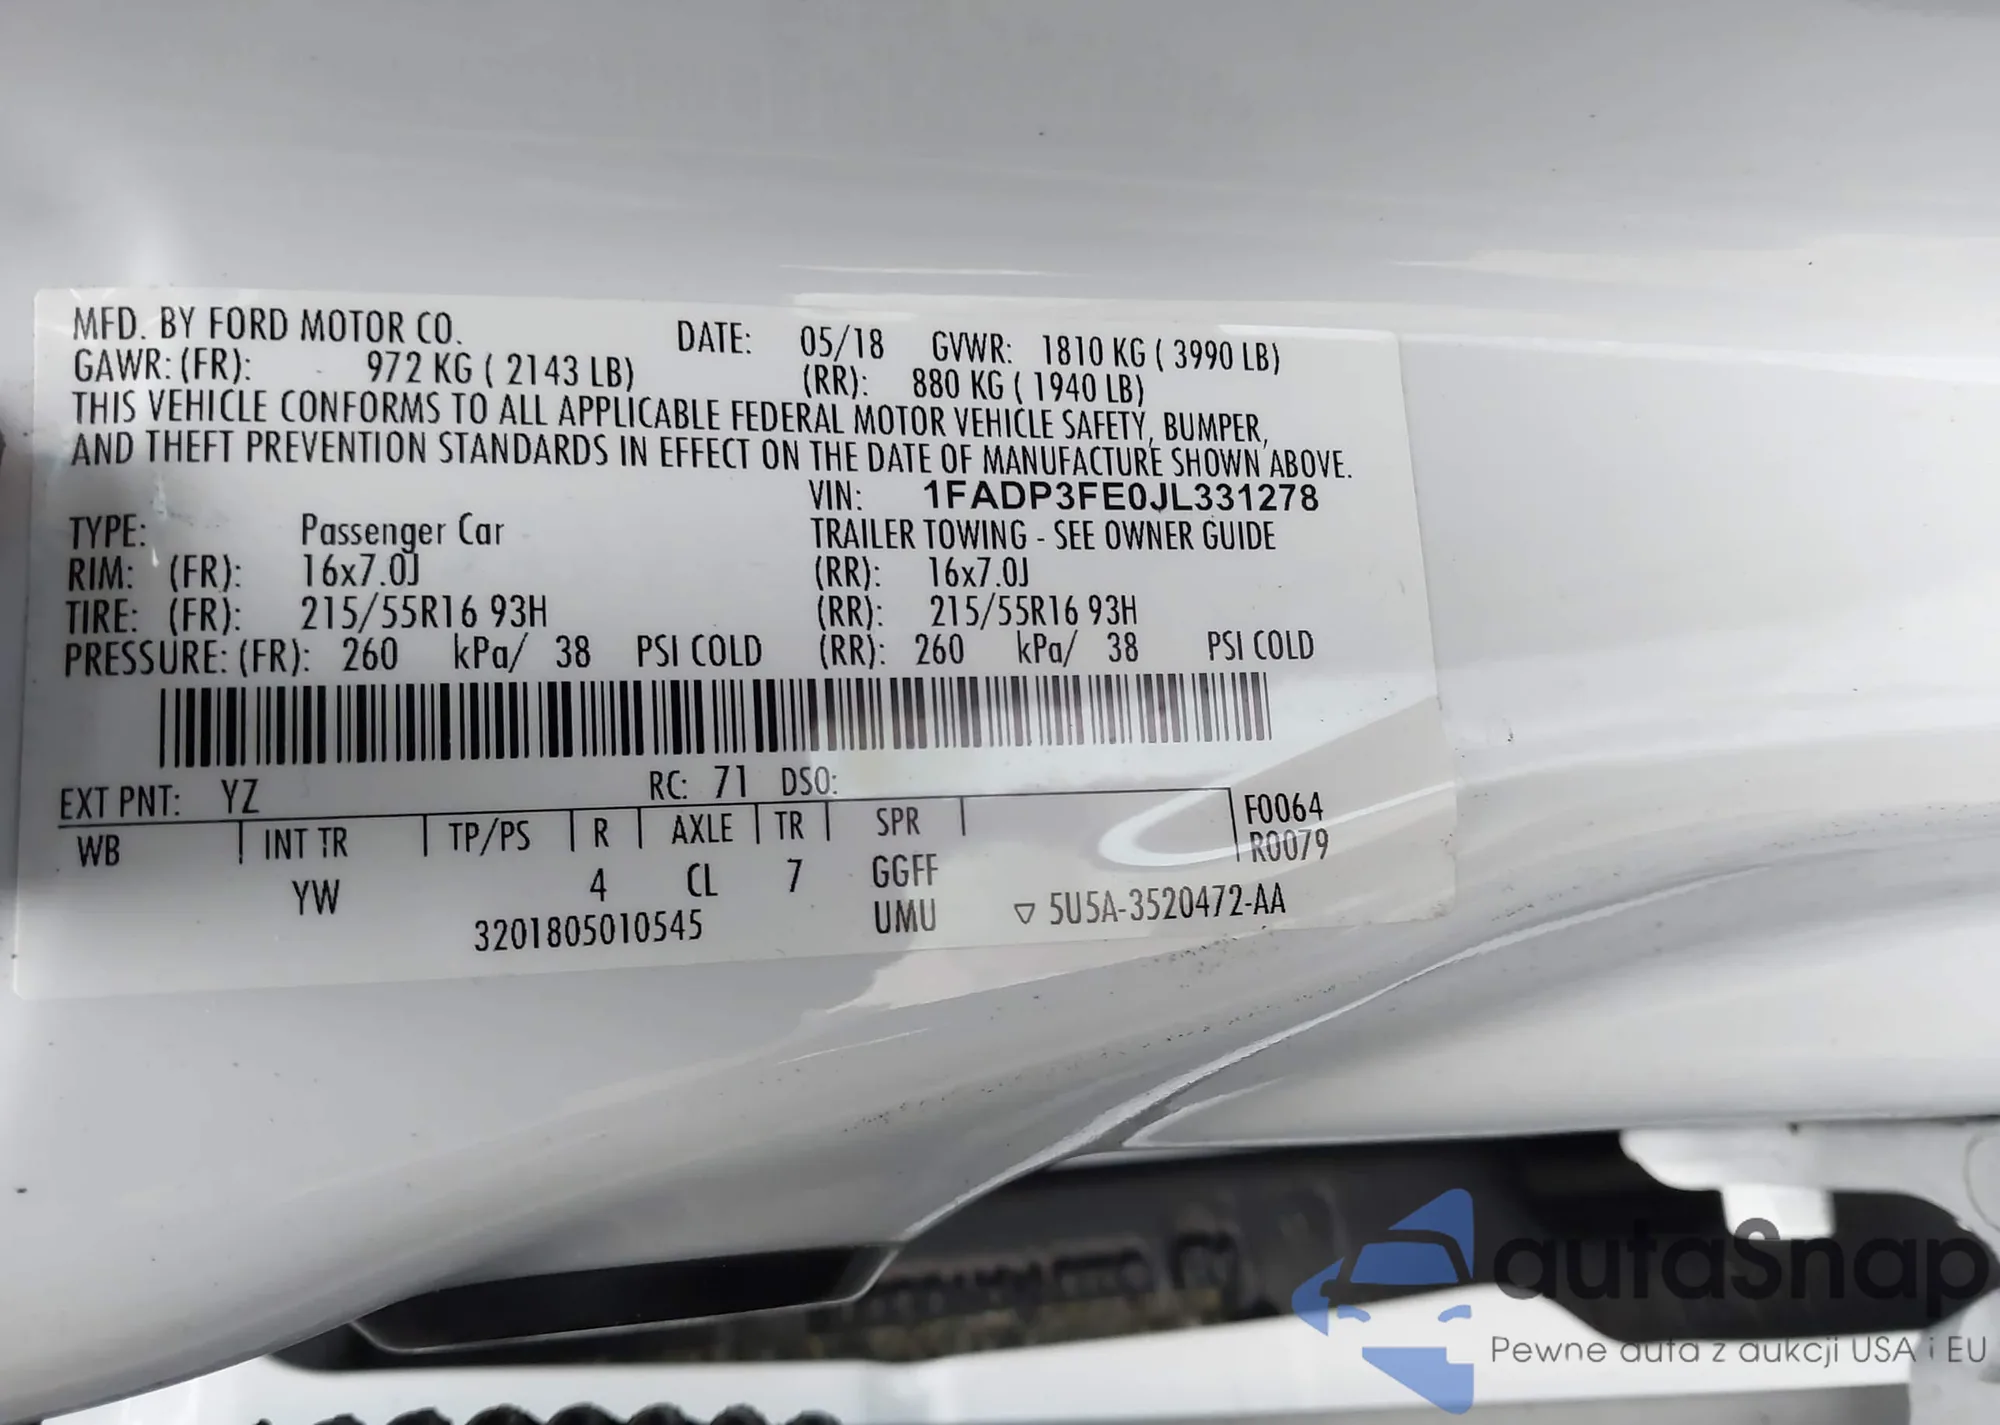 MFD. BY FORD MOTOR CO. DATE: 05/18 GVWR: 1810 KG ( 3990 LB)
GAWR: (FR): 972 KG ( 2143 LB) (RR): 880 KG ( 1940 LB)
THIS VEHICLE CONFORMS TO ALL APPLICABLE FEDERAL MOTOR VEHICLE SAFETY, BUMPER,
AND THEFT PREVENTION STANDARDS IN EFFECT ON THE DATE OF MANUFACTURE SHOWN ABOVE.
VIN: 1FADP3FE0JL331278
TYPE: Passenger Car TRAILER TOWING - SEE OWNER GUIDE
RIM: (FR): 16x7.0J (RR): 16x7.0J
TIRE: (FR): 215/55R16 93H (RR): 215/55R16 93H
PRESSURE: (FR): 260 kPa/ 38 PSI COLD (RR): 260 kPa/ 38 PSI COLD
EXT PNT: YZ RC: 71 DSO:
WB INT TR TP/PS R AXLE TR SPR F0064
R0079
YW 4 CL 7 GGFF
3201805010545 UMU ▽ 5U5A-3520472-AA
autaSnap
Pewne auta z aukcji USA i EU